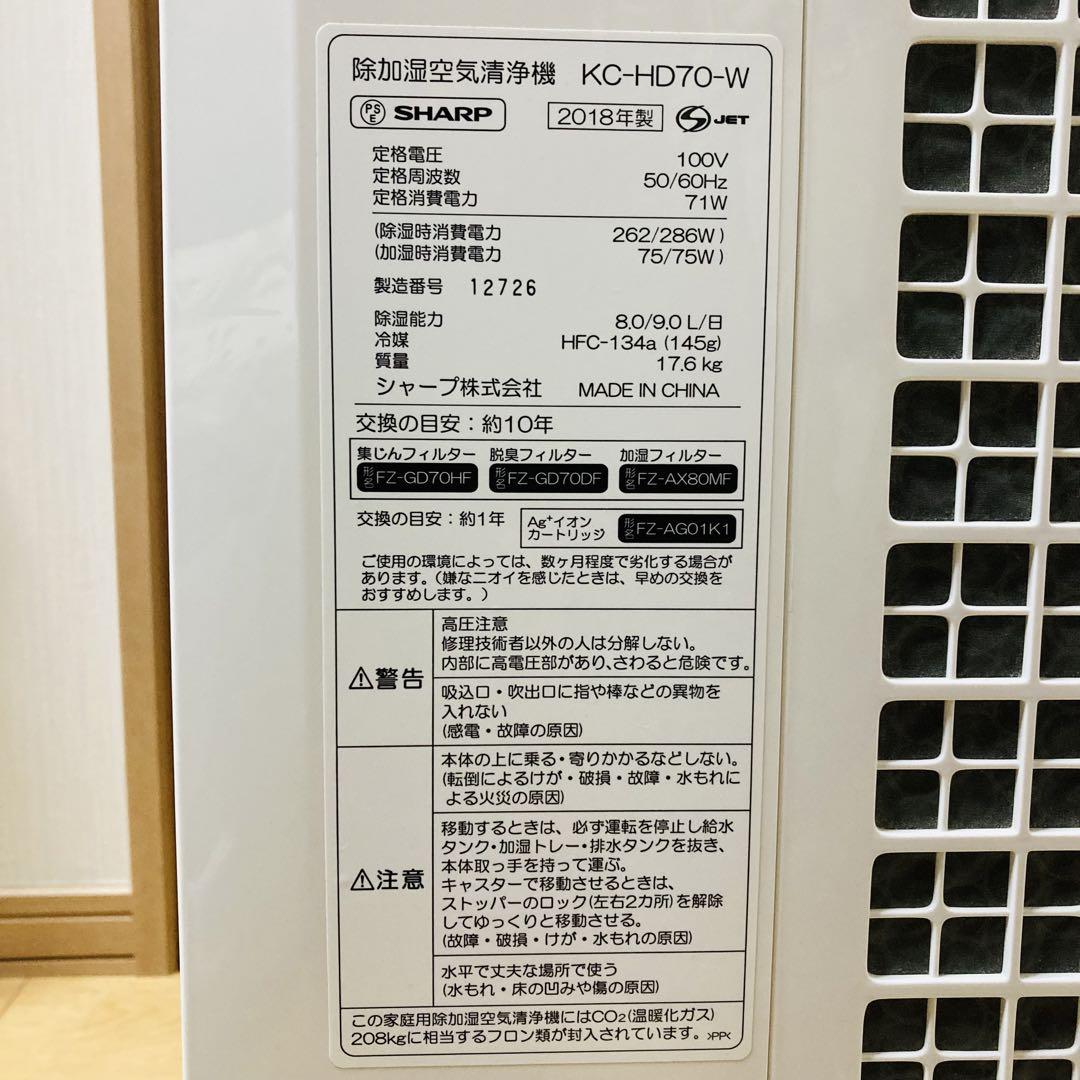 除加湿空気清浄機 KC-HD70-W
PSE SHARP 2018年製 S JET
定格電圧 100V
定格周波数 50/60Hz
定格消費電力 71W
(除湿時消費電力 262/286W)
(加湿時消費電力 75/75W)
製造番号 12726
除湿能力 8.0/9.0 L/日
冷媒 HFC-134a (145g)
質量 17.6 kg
シャープ株式会社 MADE IN CHINA
交換の目安:約10年
集じんフィルター 脱臭フィルター 加湿フィルター
形名 FZ-GD70HF 形名 FZ-GD70DF 形名 FZ-AX80MF
交換の目安:約1年 Ag⁺イオンカートリッジ 形名 FZ-AG01K1
ご使用の環境によっては、数ヶ月程度で劣化する場合が
あります。(嫌なニオイを感じたときは、早めの交換を
おすすめします。)
⚠警告
高圧注意
修理技術者以外の人は分解しない。
内部に高電圧部があり、さわると危険です。
吸込口・吹出口に指や棒などの異物を
入れない
(感電・故障の原因)
⚠注意
本体の上に乗る・寄りかかるなどしない。
(転倒によるけが・破損・故障・水もれに
よる火災の原因)
移動するときは、必ず運転を停止し給水
タンク・加湿トレー・排水タンクを抜き、
本体取っ手を持って運ぶ。
キャスターで移動させるときは、
ストッパーのロック(左右2カ所)を解除
してゆっくりと移動させる。
(故障・破損・けが・水もれの原因)
水平で丈夫な場所で使う
(水もれ・床の凹みや傷の原因)
この家庭用除加湿空気清浄機にはCO₂(温暖化ガス)
208kgに相当するフロン類が封入されています。 >PP<